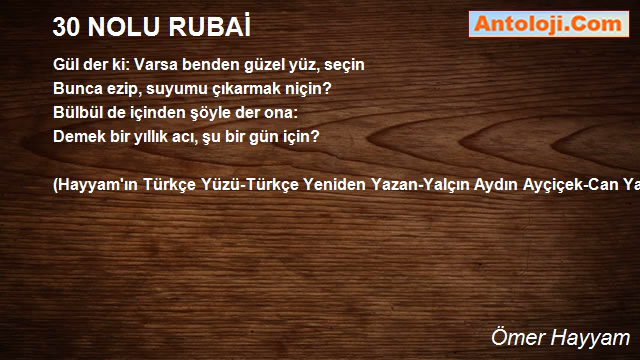 Antoloji.Com
30 NOLU RUBAİ
Gül der ki: Varsa benden güzel yüz, seçin
Bunca ezip, suyumu çıkarmak niçin?
Bülbül de içinden şöyle der ona:
Demek bir yıllık acı, şu bir gün için?
(Hayyam'ın Türkçe Yüzü-Türkçe Yeniden Yazan-Yalçın Aydın Ayçiçek-Can Ya
Ömer Hayyam